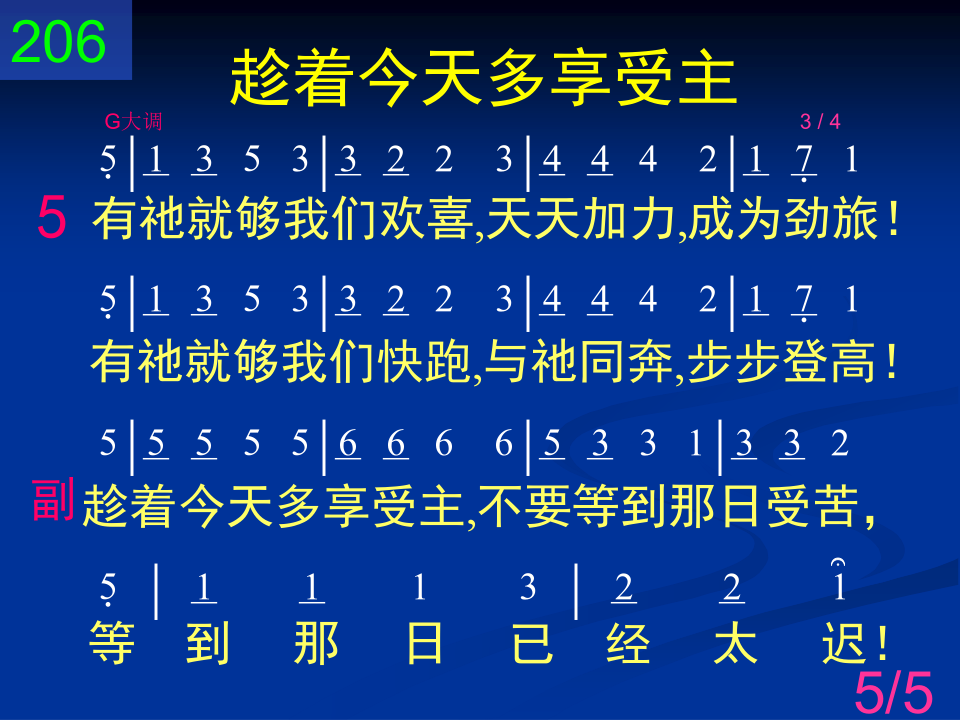 206
趁着今天多享受主
G大调 3 / 4
5̣ | 1̲ 3̲ 5 3 | 3̲ 2̲ 2 3 | 4̲ 4̲ 4 2 | 1̲ 7̣̲ 1
5 有祂就够我们欢喜,天天加力,成为劲旅！
5̣ | 1̲ 3̲ 5 3 | 3̲ 2̲ 2 3 | 4̲ 4̲ 4 2 | 1̲ 7̣̲ 1
有祂就够我们快跑,与祂同奔,步步登高！
5 | 5̲ 5̲ 5 5 | 6̲ 6̲ 6 6 | 5̲ 3̲ 3 1 | 3̲ 3̲ 2
副 趁着今天多享受主,不要等到那日受苦，
5̣ | 1̲ 1̲ 1 3 | 2̲ 2̲ 1
等到那日已经太迟！
5/5